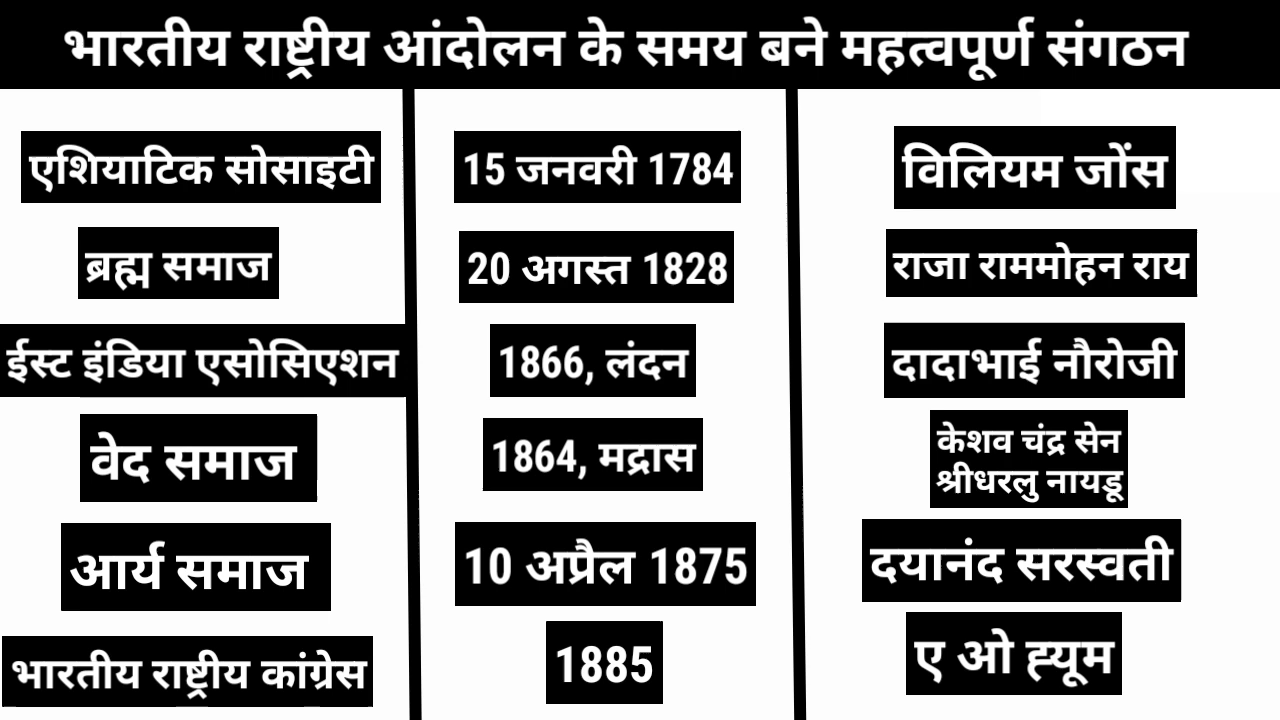 भारतीय राष्ट्रीय आंदोलन के समय बने महत्वपूर्ण संगठन
एशियाटिक सोसाइटी
15 जनवरी 1784
विलियम जोंस
ब्रह्म समाज
20 अगस्त 1828
राजा राममोहन राय
ईस्ट इंडिया एसोसिएशन
1866, लंदन
दादाभाई नौरोजी
वेद समाज
1864, मद्रास
केशव चंद्र सेन
श्रीधरलु नायडू
आर्य समाज
10 अप्रैल 1875
दयानंद सरस्वती
भारतीय राष्ट्रीय कांग्रेस
1885
ए ओ ह्यूम